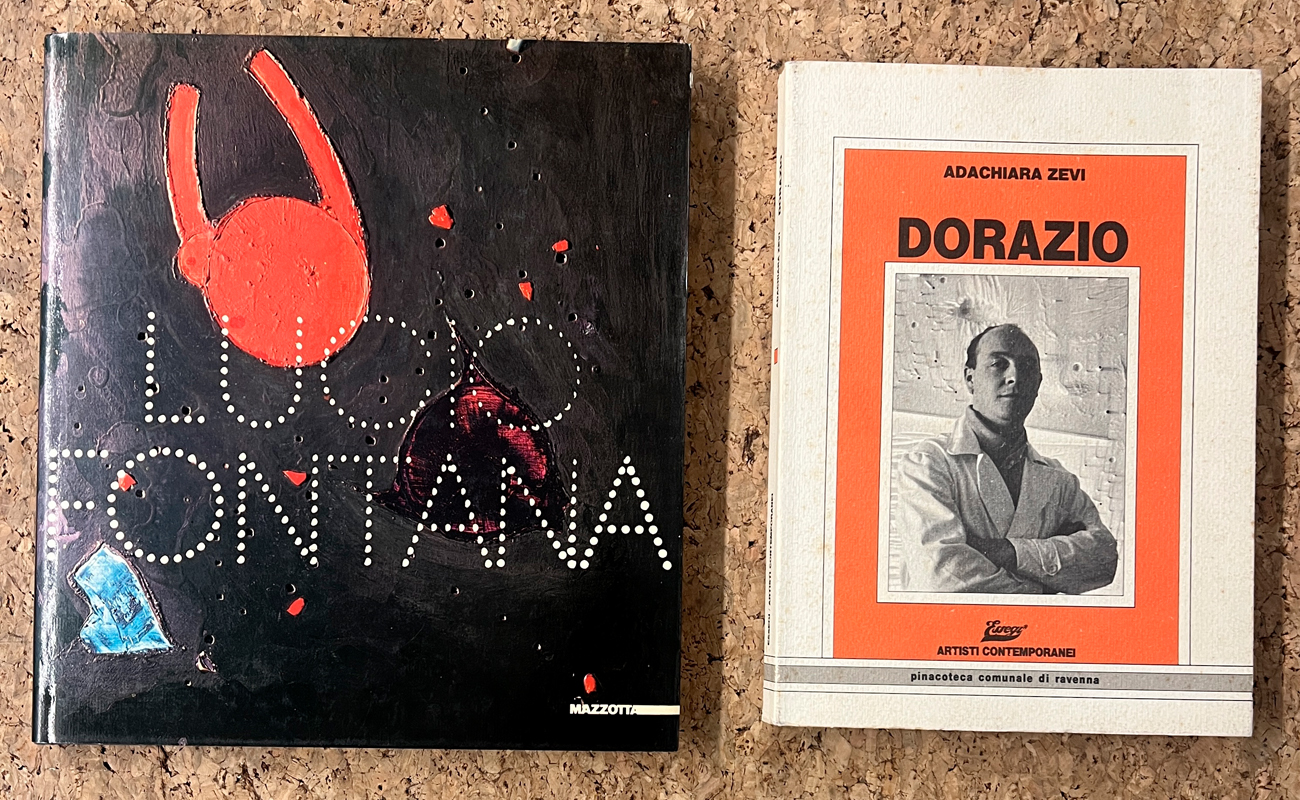 LUCIO
FONTANA
MAZZOTTA
ADACHIARA ZEVI
DORAZIO
Essegi
ARTISTI CONTEMPORANEI
pinacoteca comunale di ravenna